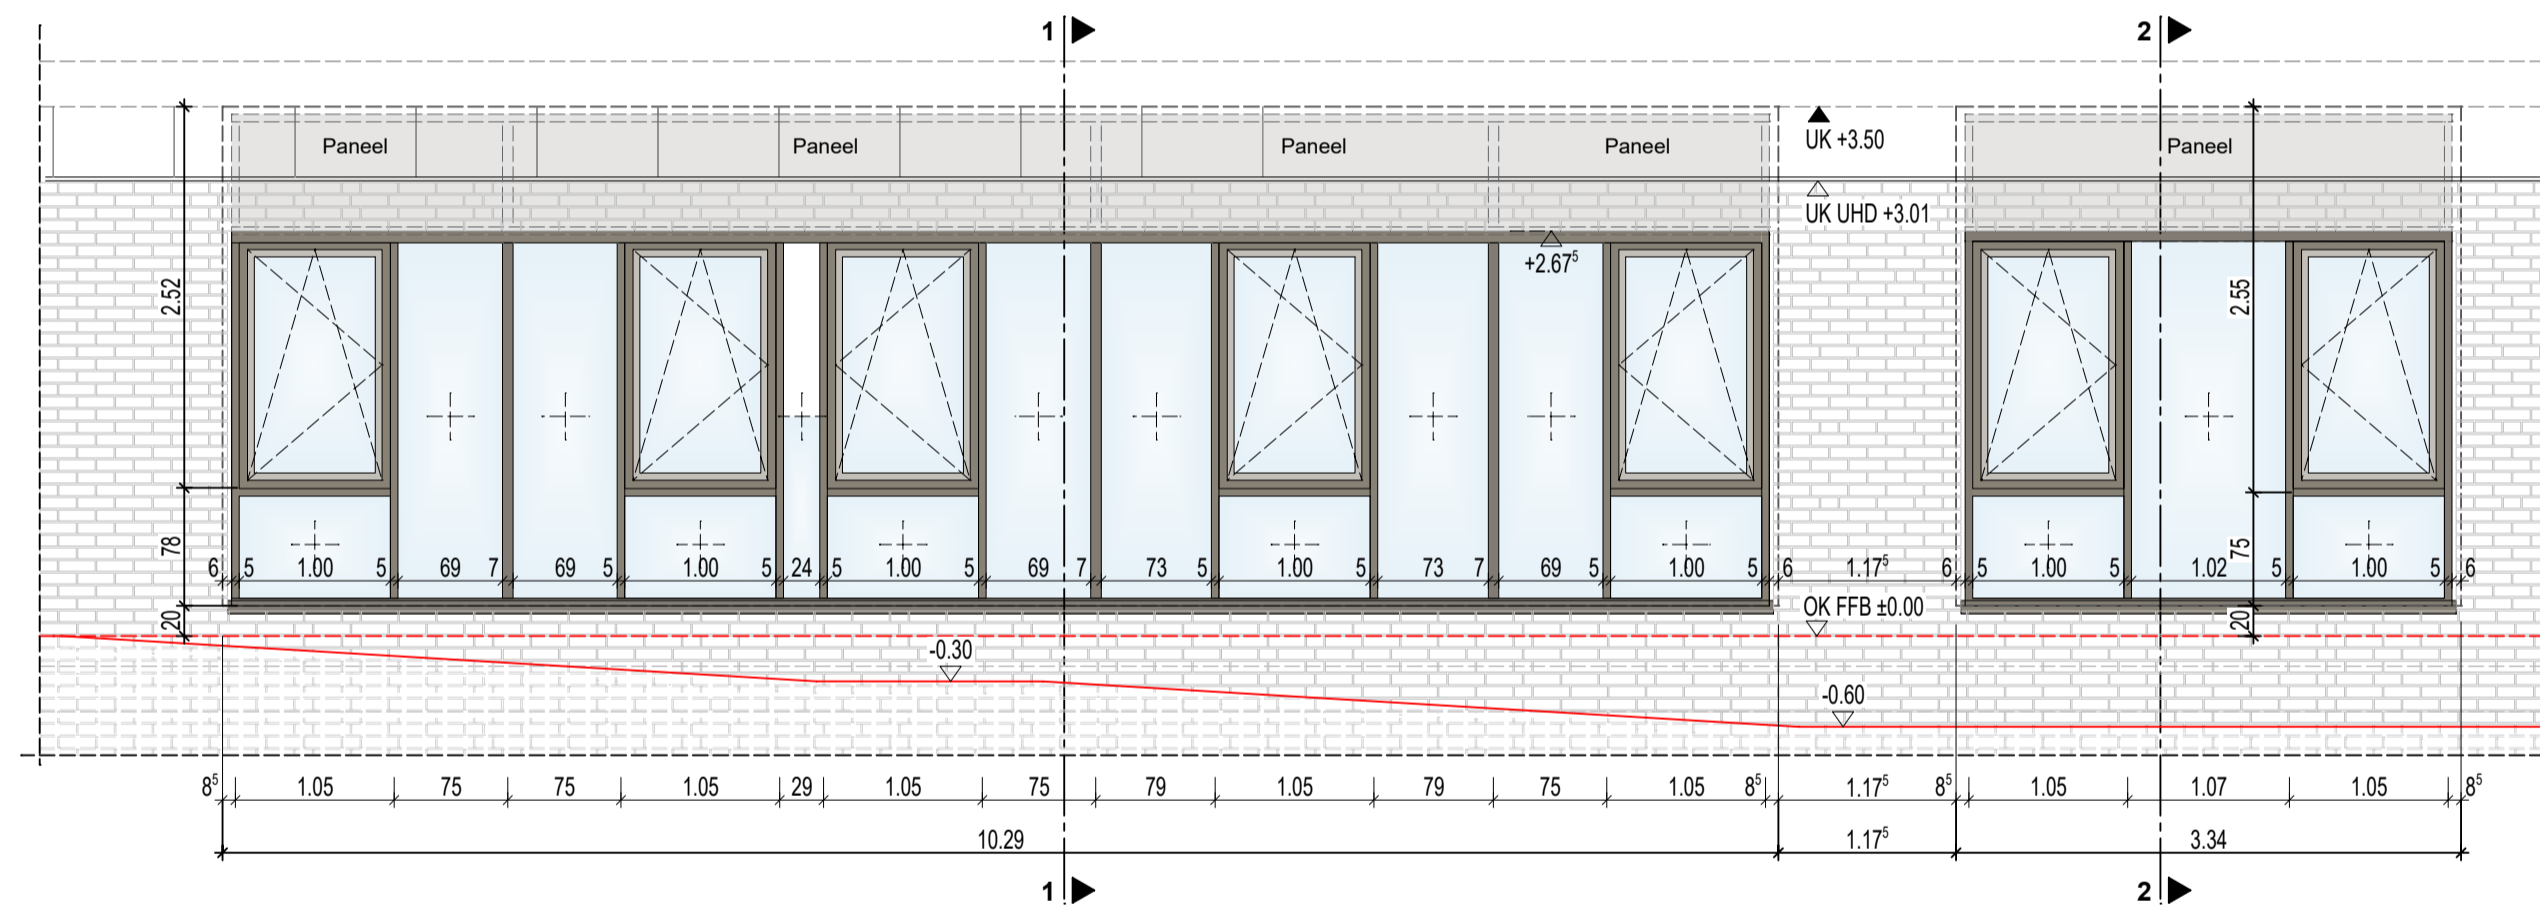 1 2
Paneel Paneel Paneel Paneel Paneel
UK +3.50
UK UHD +3.01
+2.67⁵
2.52 2.55
78 75
6 5 1.00 5 69 7 69 5 1.00 5 24 5 1.00 5 69 7 73 5 1.00 5 73 7 69 5 1.00 5 6 1.17⁵ 6 5 1.00 5 1.02 5 1.00 5 6
OK FFB ±0.00
20 20
-0.30
-0.60
8⁵ 1.05 75 75 1.05 29 1.05 75 79 1.05 79 75 1.05 8⁵ 1.17⁵ 8⁵ 1.05 1.07 1.05 8⁵
10.29 1.17⁵ 3.34
1 2